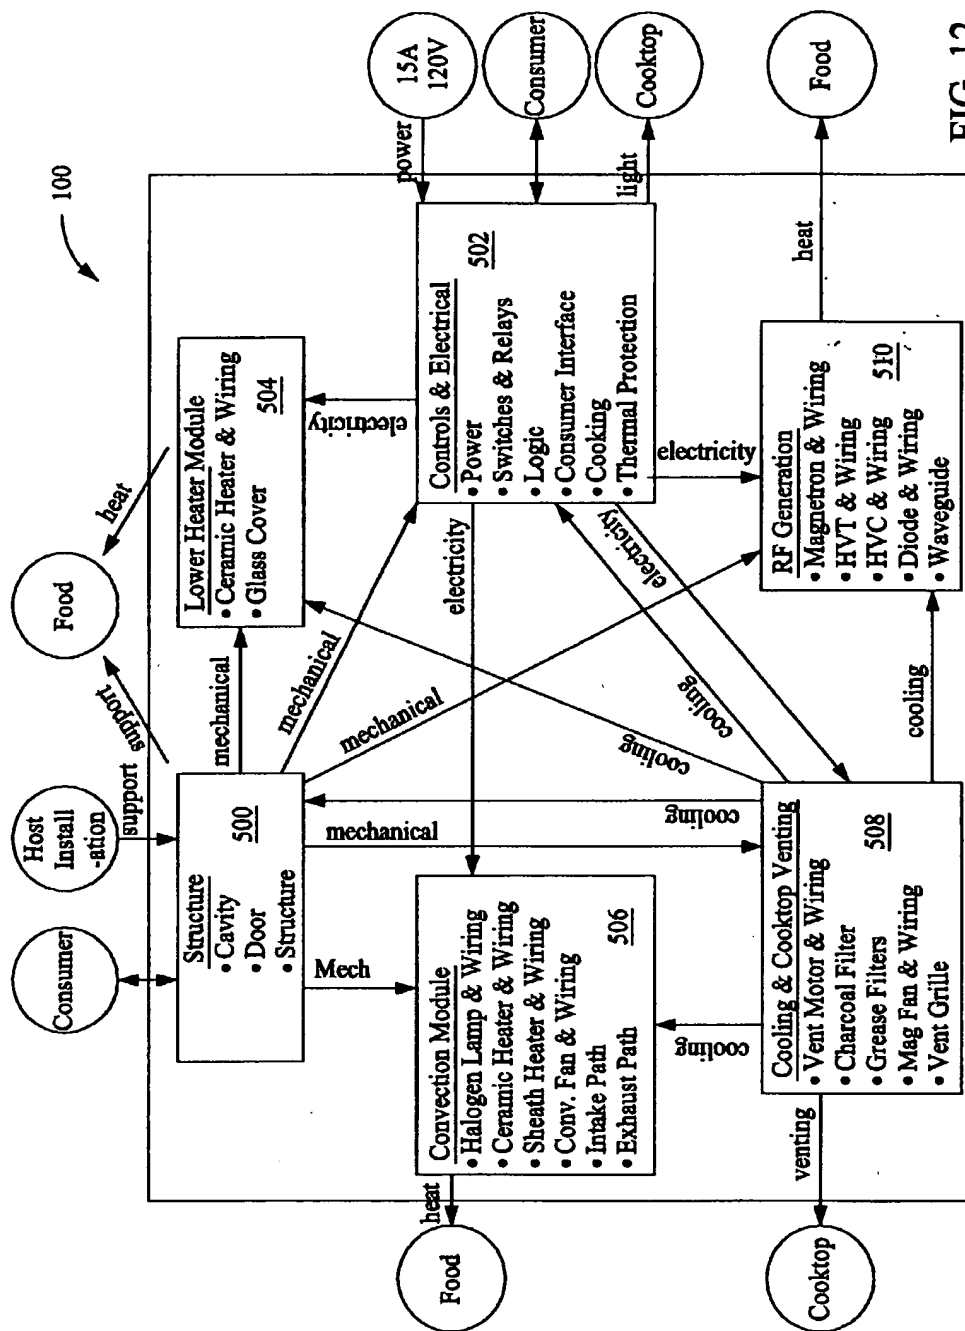 100
Consumer
Host
Install
-ation
support
support
Food
heat
15A
120V
power
Consumer
Cooktop
light
Structure
500
• Cavity
• Door
• Structure
mechanical
Lower Heater Module
• Ceramic Heater & Wiring
504
• Glass Cover
electricity
Controls & Electrical
• Power
502
• Switches & Relays
• Logic
• Consumer Interface
• Cooking
• Thermal Protection
mechanical
mechanical
Mech
mechanical
cooling
cooling
cooling
electricity
electricity
electricity
Food
heat
Convection Module
• Halogen Lamp & Wiring
• Ceramic Heater & Wiring
• Sheath Heater & Wiring
• Conv. Fan & Wiring
506
• Intake Path
• Exhaust Path
cooling
Cooktop
venting
Cooling & Cooktop Venting
• Vent Motor & Wiring
• Charcoal Filter
508
• Grease Filters
• Mag Fan & Wiring
• Vent Grille
cooling
RF Generation
• Magnetron & Wiring
• HVT & Wiring
• HVC & Wiring
510
• Diode & Wiring
• Waveguide
heat
Food
FIG. 12